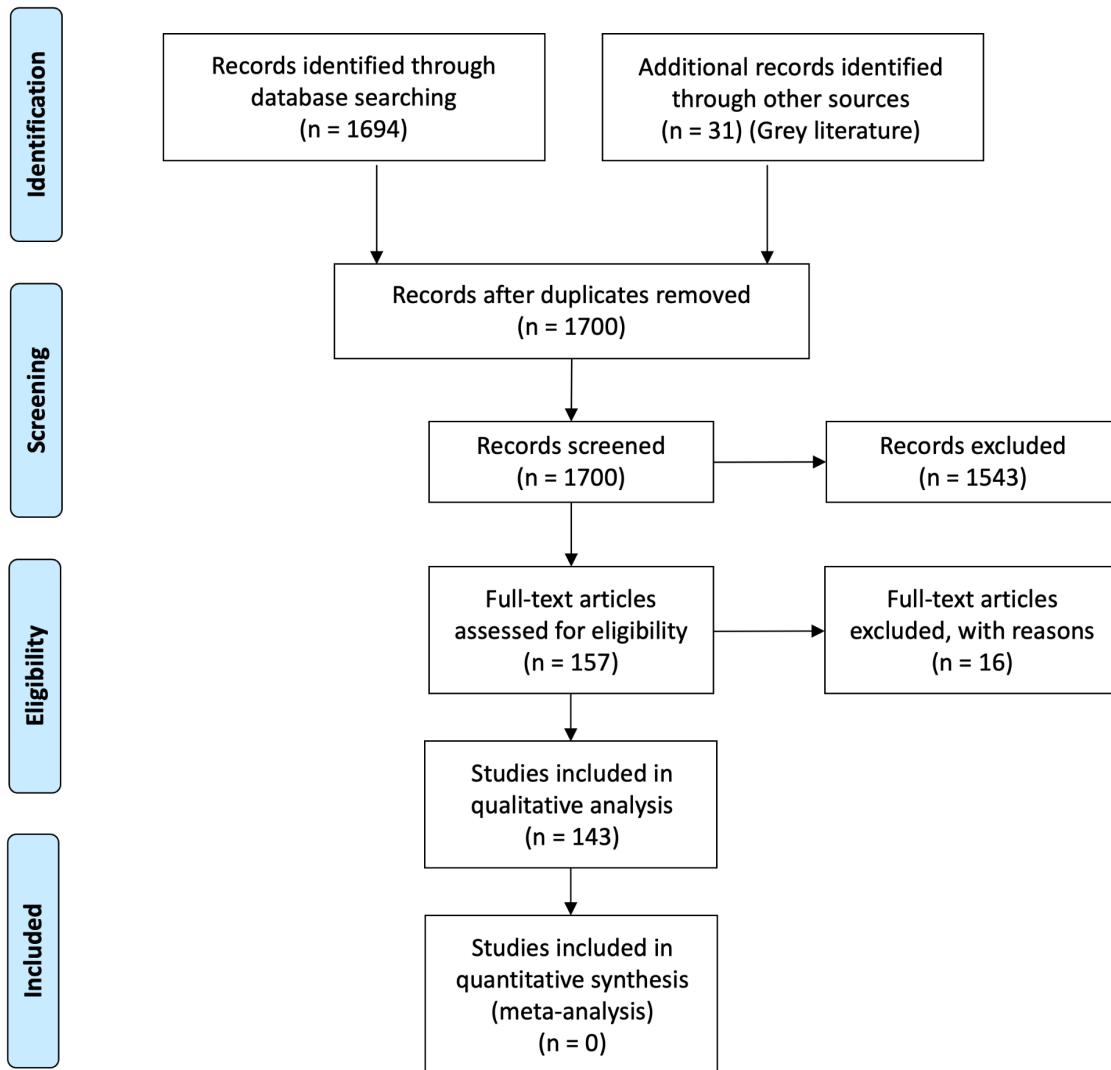 Identification
Records identified through
database searching
(n = 1694)
Additional records identified
through other sources
(n = 31) (Grey literature)
Records after duplicates removed
(n = 1700)
Screening
Records screened
(n = 1700)
Records excluded
(n = 1543)
Eligibility
Full-text articles
assessed for eligibility
(n = 157)
Full-text articles
excluded, with reasons
(n = 16)
Studies included in
qualitative analysis
(n = 143)
Included
Studies included in
quantitative synthesis
(meta-analysis)
(n = 0)